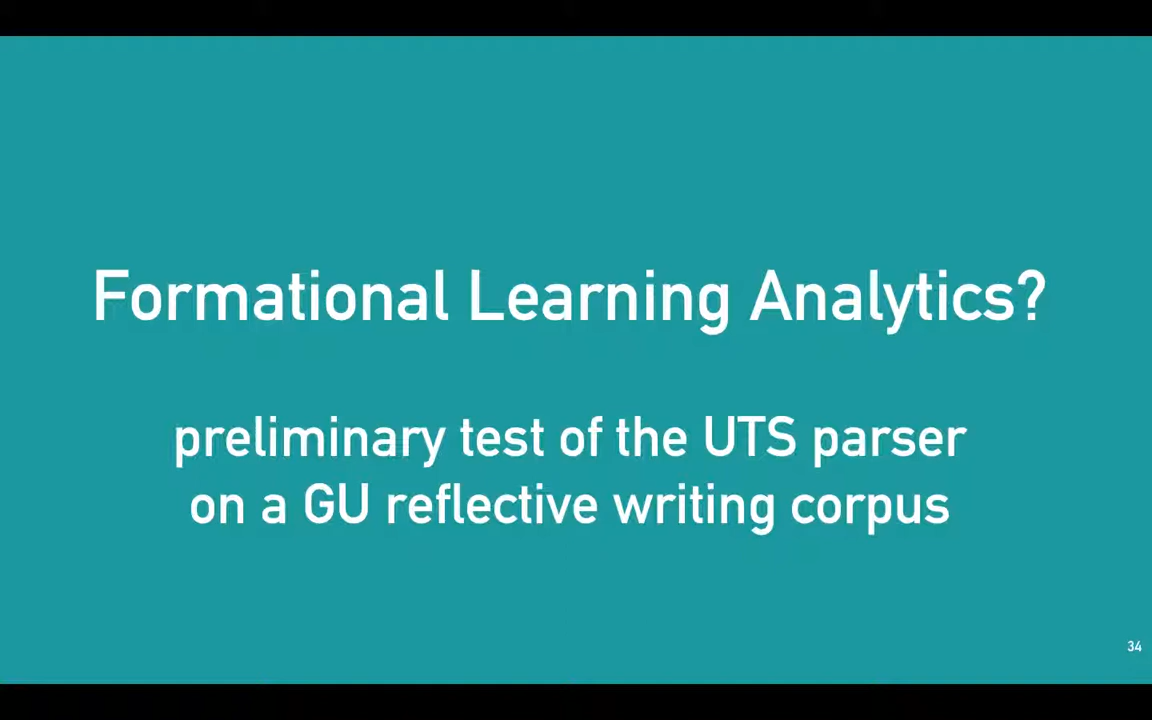 Formational Learning Analytics?
preliminary test of the UTS parser
on a GU reflective writing corpus
34